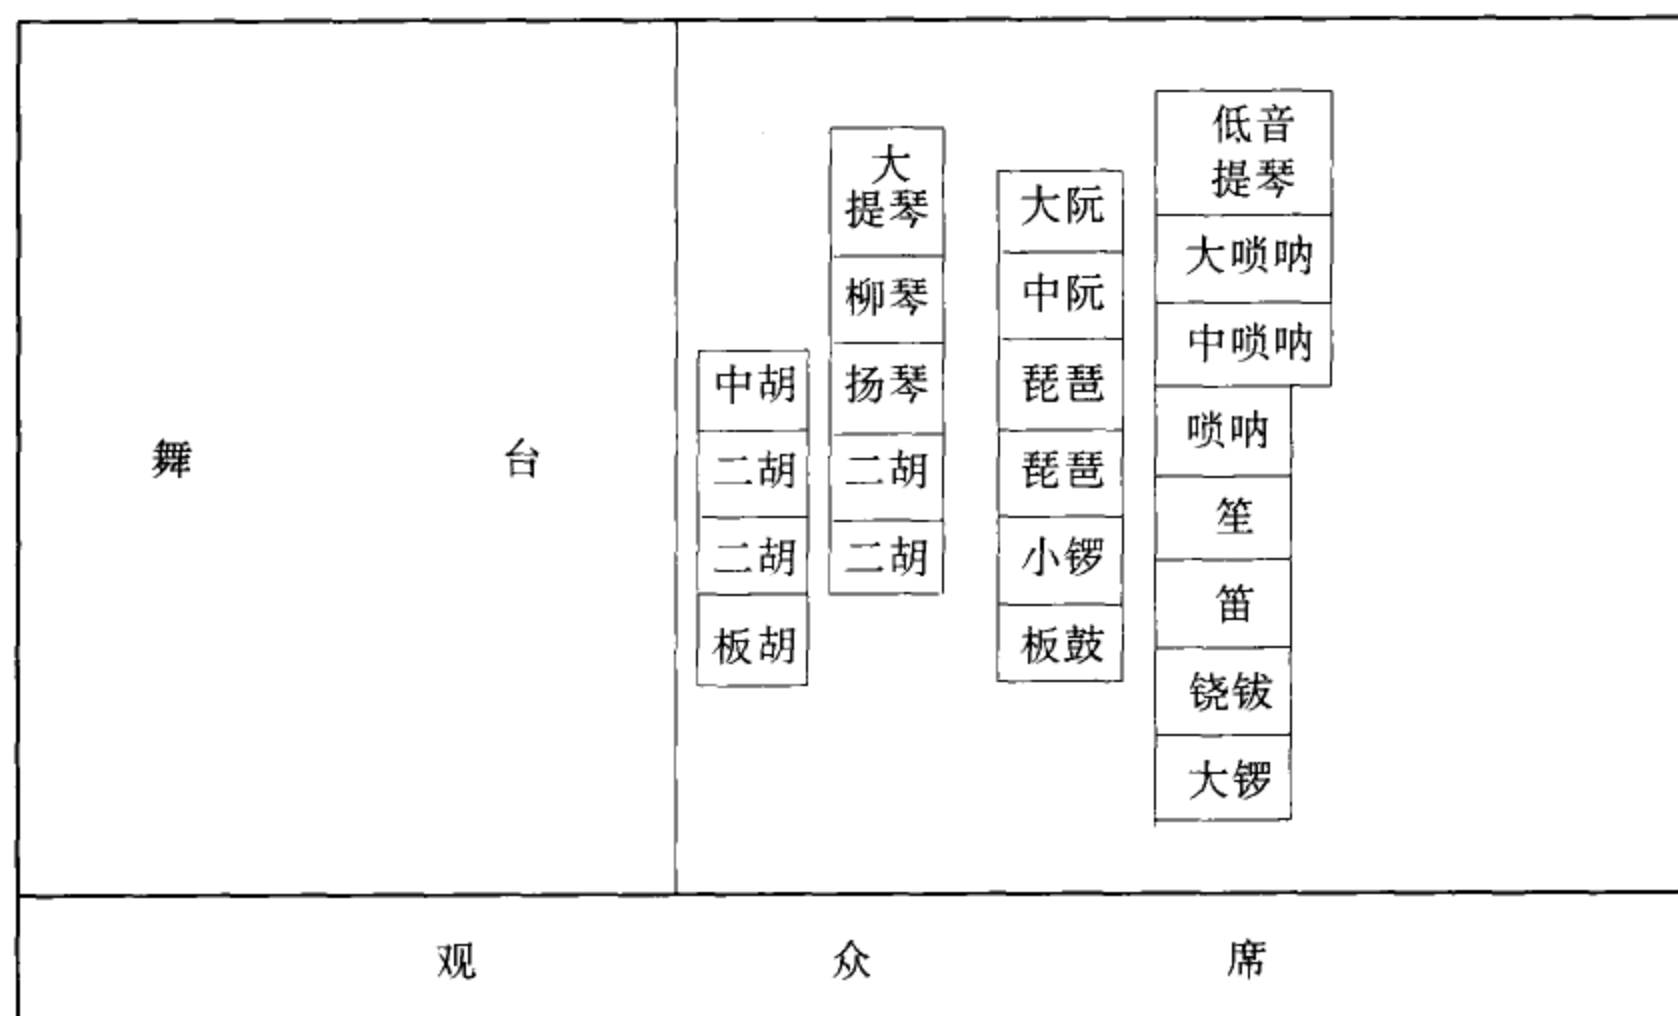 舞台
中胡
二胡
二胡
板胡
大
提琴
柳琴
扬琴
二胡
二胡
大阮
中阮
琵琶
琵琶
小锣
板鼓
低音
提琴
大唢呐
中唢呐
唢呐
笙
笛
铙钹
大锣
观众席